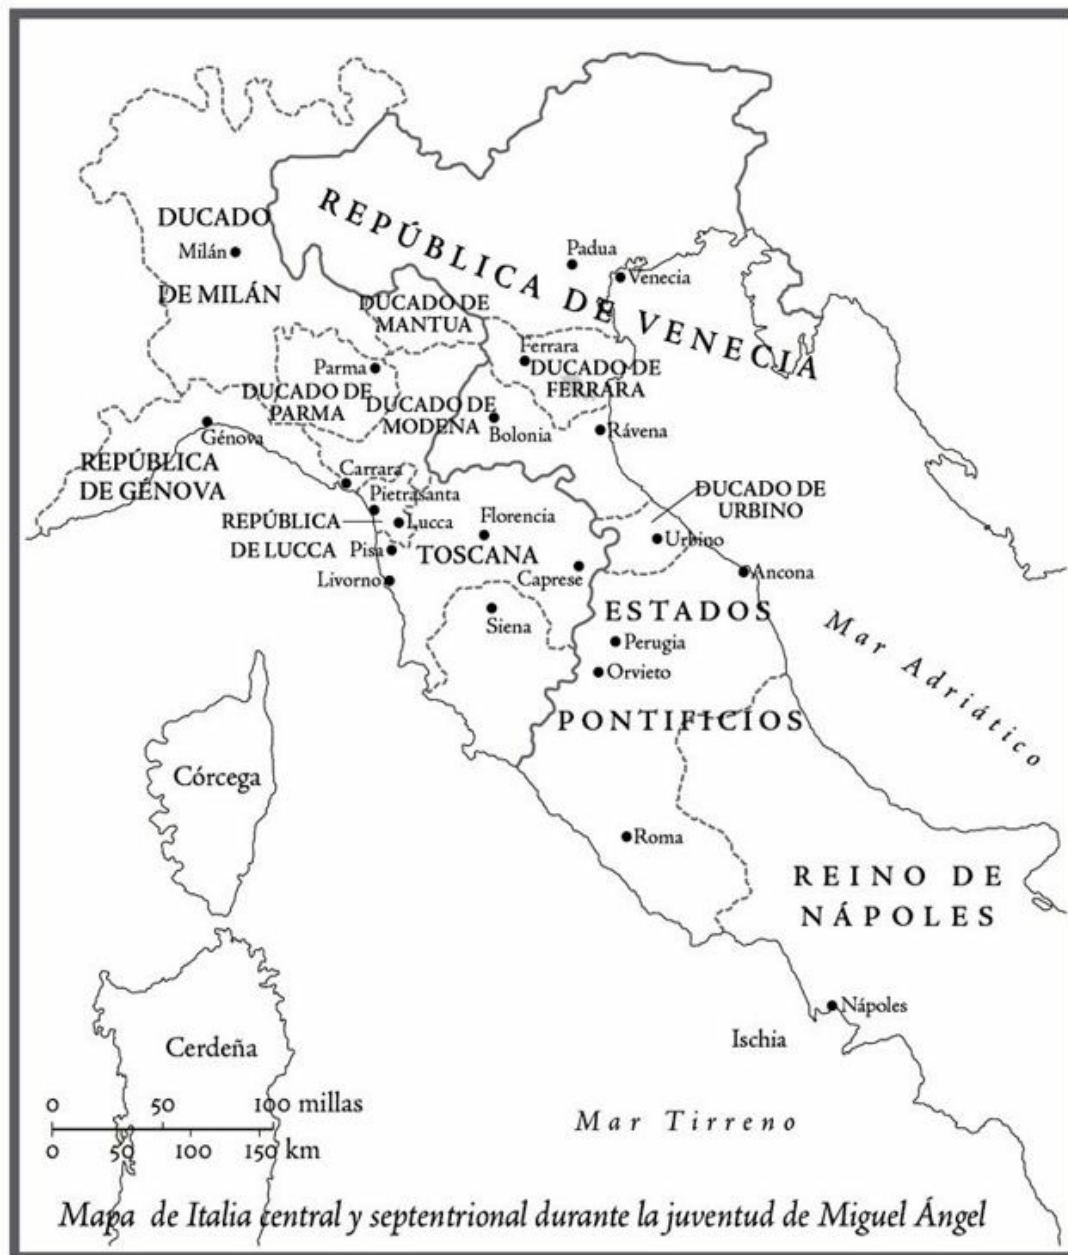 REPÚBLICA DE VENECIA
DUCADO
Milán
DE MILÁN
Padua
Venecia
DUCADO DE
MANTUA
Ferrara
DUCADO DE
FERRARA
Parma
DUCADO DE
PARMA
DUCADO DE
MODENA
Bolonia
Rávena
Génova
REPÚBLICA
DE GÉNOVA
Carrara
Pietrasanta
REPÚBLICA
DE LUCCA
Lucca
Florencia
DUCADO DE
URBINO
Urbino
Pisa
TOSCANA
Livorno
Caprese
Ancona
Siena
ESTADOS
PONTIFICIOS
Perugia
Orvieto
Mar Adriático
Córcega
Roma
REINO DE
NÁPOLES
Nápoles
Ischia
Cerdeña
Mar Tirreno
0 50 100 millas
0 50 100 150 km
Mapa de Italia central y septentrional durante la juventud de Miguel Ángel